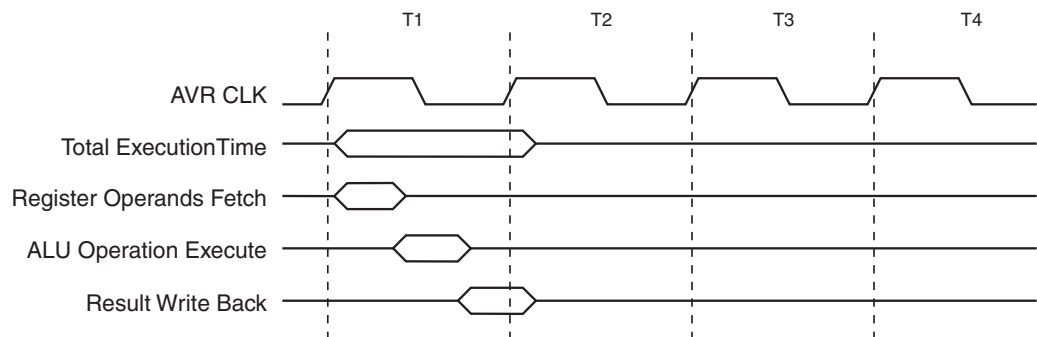 T1 T2 T3 T4
AVR CLK
Total ExecutionTime
Register Operands Fetch
ALU Operation Execute
Result Write Back